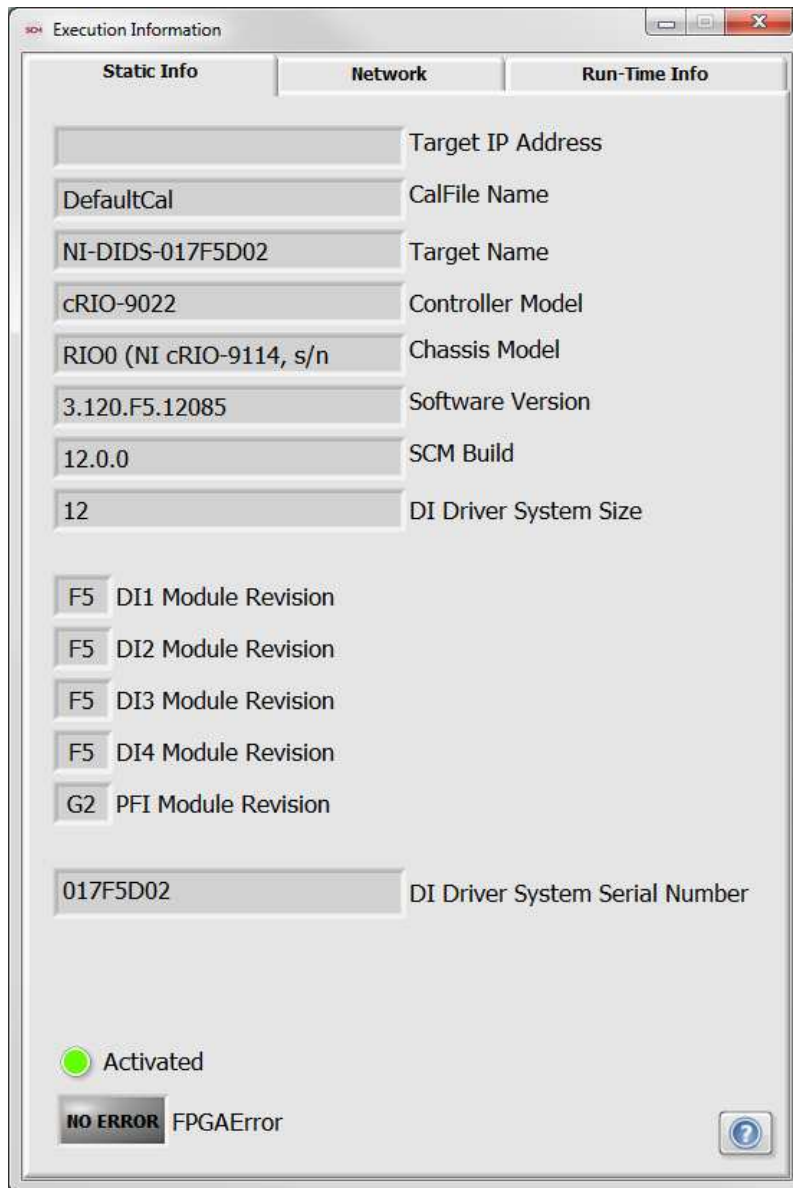 SCM Execution Information
Static Info Network Run-Time Info
Target IP Address
DefaultCal CalFile Name
NI-DIDS-017F5D02 Target Name
cRIO-9022 Controller Model
RIO0 (NI cRIO-9114, s/n Chassis Model
3.120.F5.12085 Software Version
12.0.0 SCM Build
12 DI Driver System Size
F5 DI1 Module Revision
F5 DI2 Module Revision
F5 DI3 Module Revision
F5 DI4 Module Revision
G2 PFI Module Revision
017F5D02 DI Driver System Serial Number
Activated
NO ERROR FPGAError